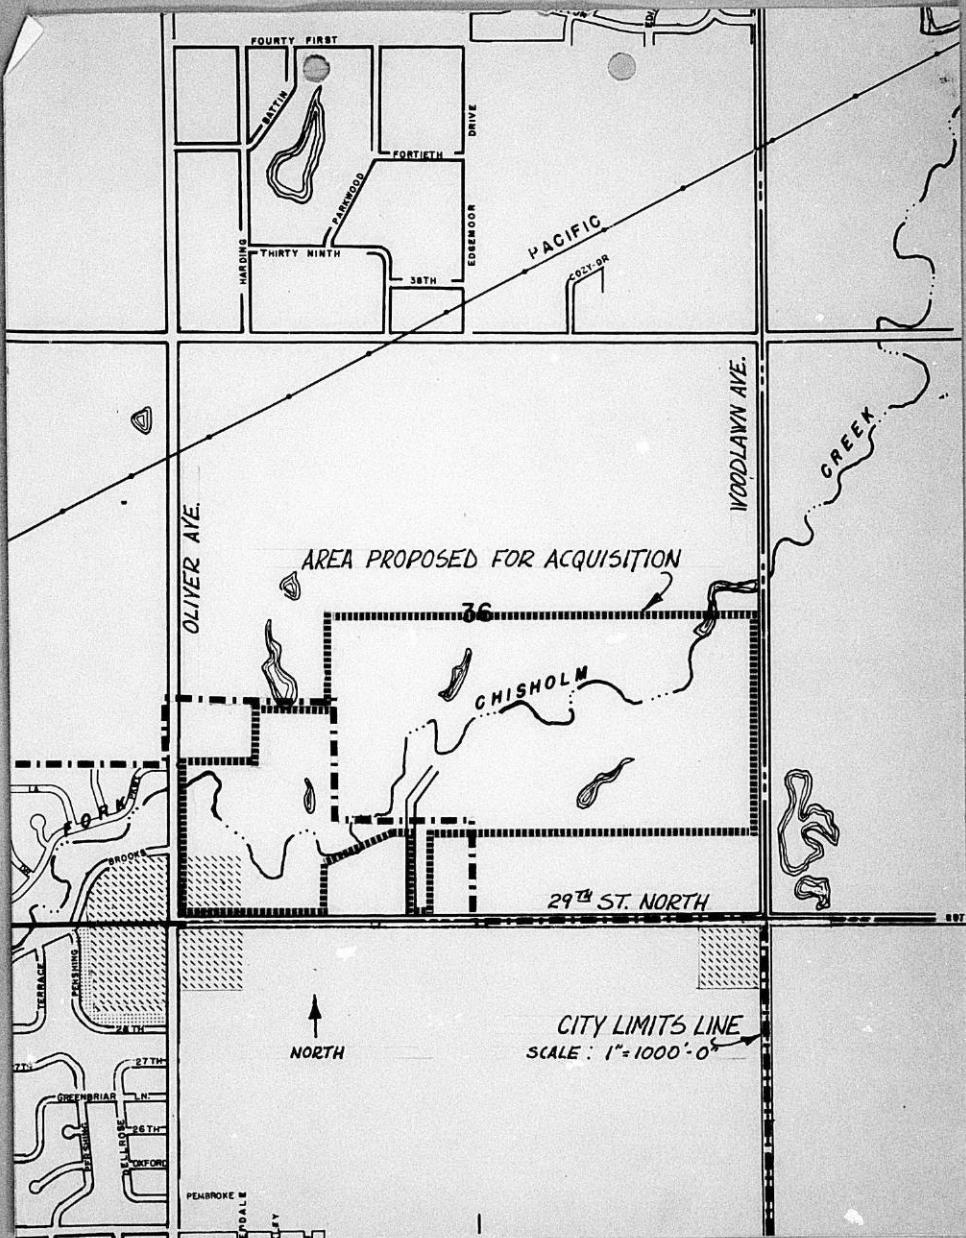 FOURTY FIRST
BATTIN
DRIVE
FORTIETH
PARKWOOD
EDGEMOOR
HARDING
THIRTY NINTH
38TH
PACIFIC
COZY-DR
WOODLAWN AVE.
CREEK
OLIVER AVE.
AREA PROPOSED FOR ACQUISITION
36
CHISHOLM
FORK
PKWY
BROOKS
29TH ST. NORTH
TERRACE
PERSHING
28TH
NORTH
CITY LIMITS LINE
SCALE: 1"=1000'-0"
27TH
GREENBRIAR LN.
26TH
PERSHING
DELLROSE
OXFORD
PEMBROKE